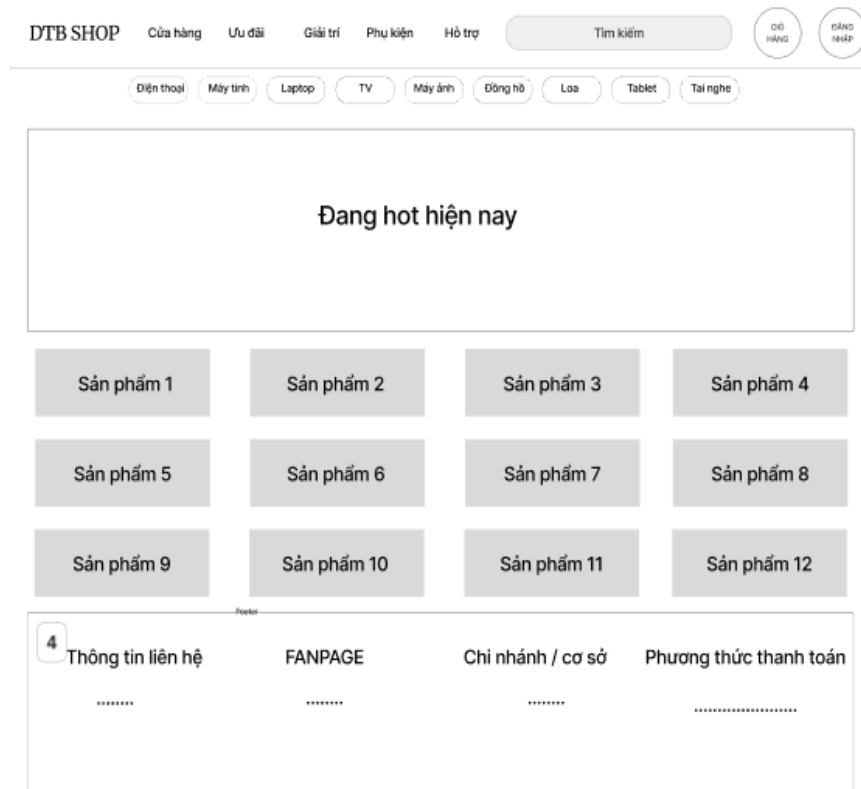 DTB SHOP
Cửa hàng
Ưu đãi
Giải trí
Phụ kiện
Hỗ trợ
Tìm kiếm
GIỎ
HÀNG
ĐĂNG
NHẬP
Điện thoại
Máy tính
Laptop
TV
Máy ảnh
Đồng hồ
Loa
Tablet
Tai nghe
Đang hot hiện nay
Sản phẩm 1
Sản phẩm 2
Sản phẩm 3
Sản phẩm 4
Sản phẩm 5
Sản phẩm 6
Sản phẩm 7
Sản phẩm 8
Sản phẩm 9
Sản phẩm 10
Sản phẩm 11
Sản phẩm 12
Footer
4
Thông tin liên hệ
FANPAGE
Chi nhánh / cơ sở
Phương thức thanh toán
........
........
........
......................